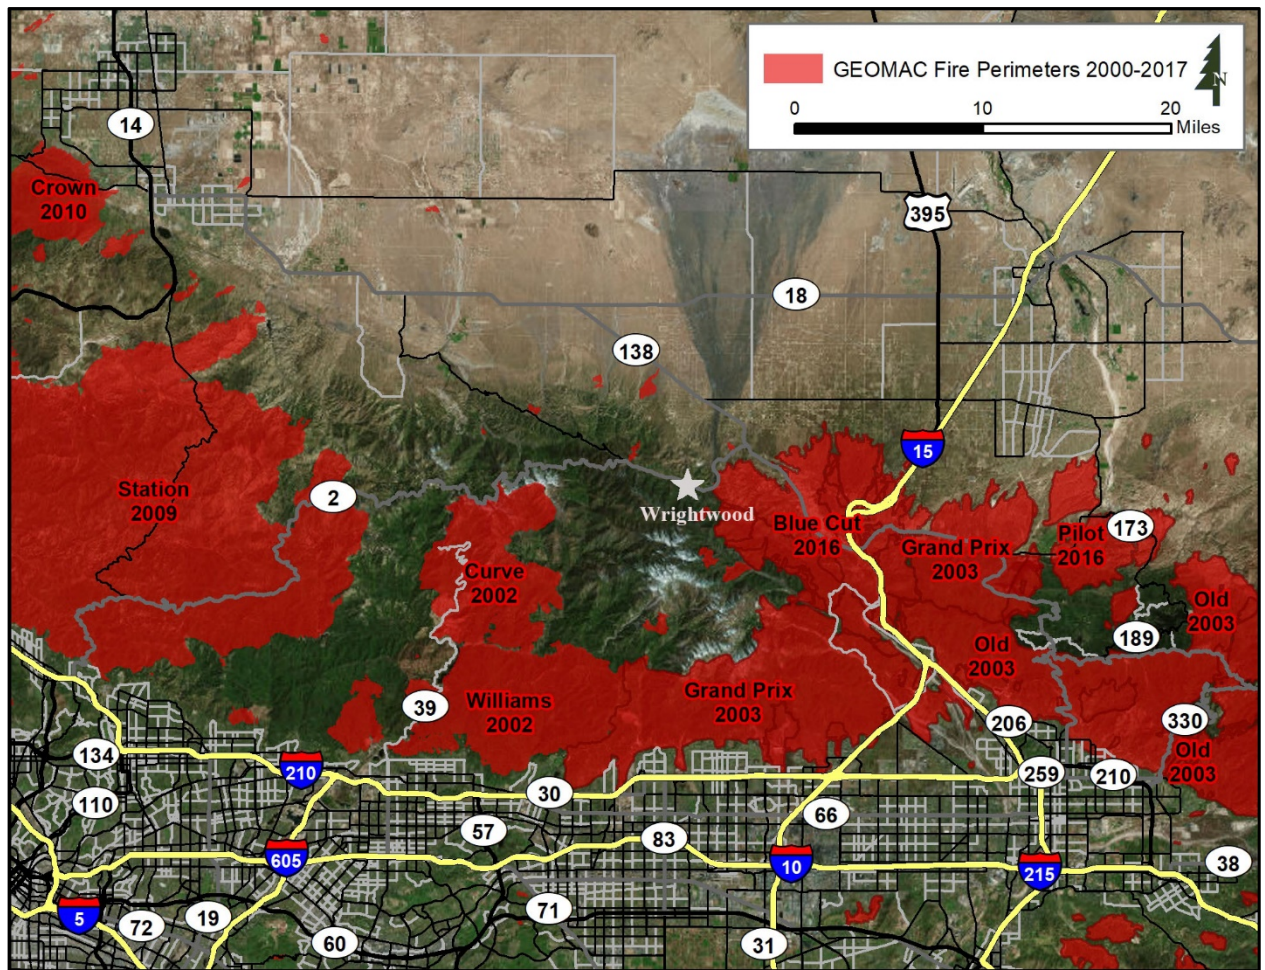 GEOMAC Fire Perimeters 2000-2017
N
0
10
20
Miles
14
Crown
2010
395
18
138
15
Station
2009
2
Wrightwood
Blue Cut
2016
Grand Prix
2003
Pilot
2016
173
Curve
2002
Old
2003
189
Old
2003
Williams
2002
Grand Prix
2003
39
206
330
Old
2003
134
210
30
259
210
110
57
83
66
605
10
215
38
5
72
19
60
71
31